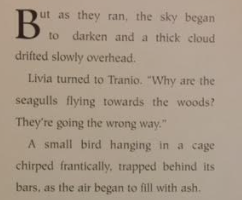 But as they ran, the sky began
to darken and a thick cloud
drifted slowly overhead.
Livia turned to Tranio. “Why are the
seagulls flying towards the woods?
They’re going the wrong way.”
A small bird hanging in a cage
chirped frantically, trapped behind its
bars, as the air began to fill with ash.